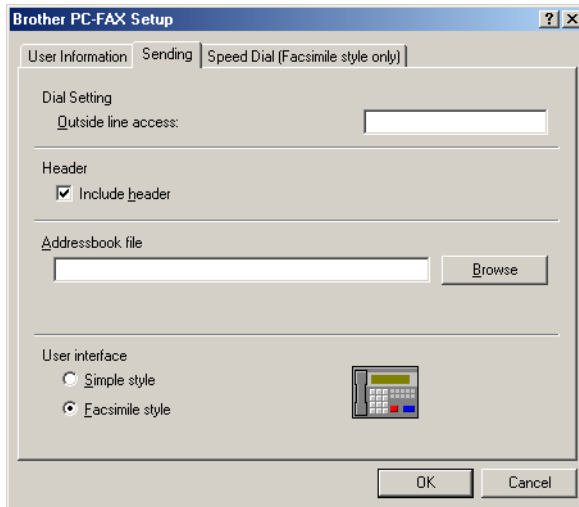 Brother PC-FAX Setup
User Information Sending Speed Dial (Facsimile style only)
Dial Setting
Outside line access:
Header
Include header
Addressbook file
Browse
User interface
Simple style
Facsimile style
OK Cancel